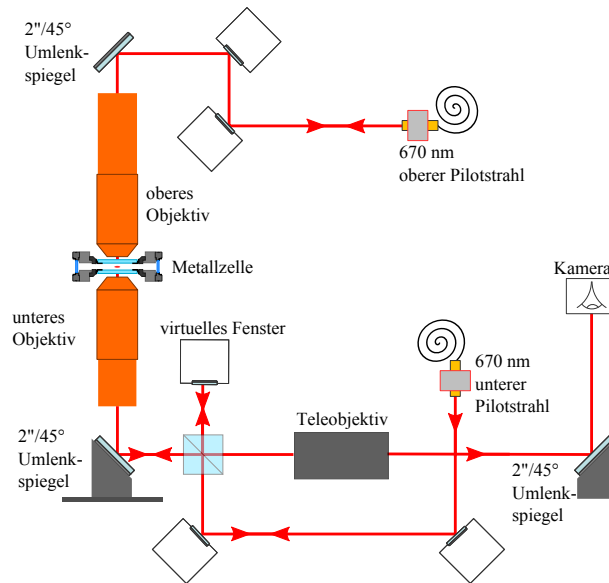 2"/45°
Umlenk-
spiegel
670 nm
oberer Pilotstrahl
oberes
Objektiv
Metallzelle
Kamera
unteres
Objektiv
virtuelles Fenster
670 nm
unterer
Pilotstrahl
Teleobjektiv
2"/45°
Umlenk-
spiegel
2"/45°
Umlenk-
spiegel